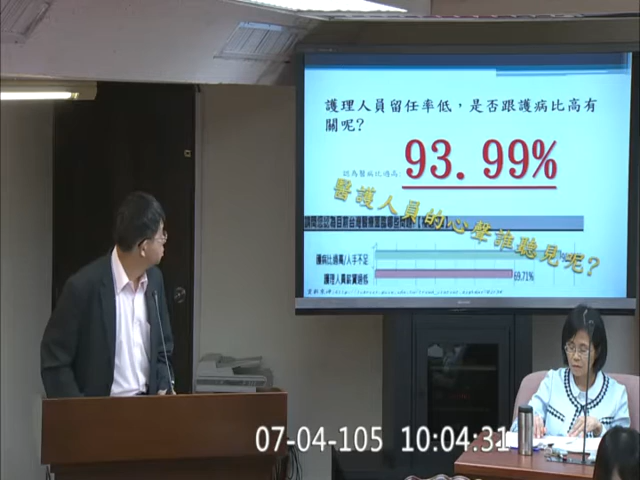 護理人員留任率低，是否跟護病比高有
關呢？
認為醫病比過高
93.99%
醫護人員的心聲誰聽見呢？
護病比過高/人手不足
護理人員薪資過低
69.71%
07-04-105 10:04:31